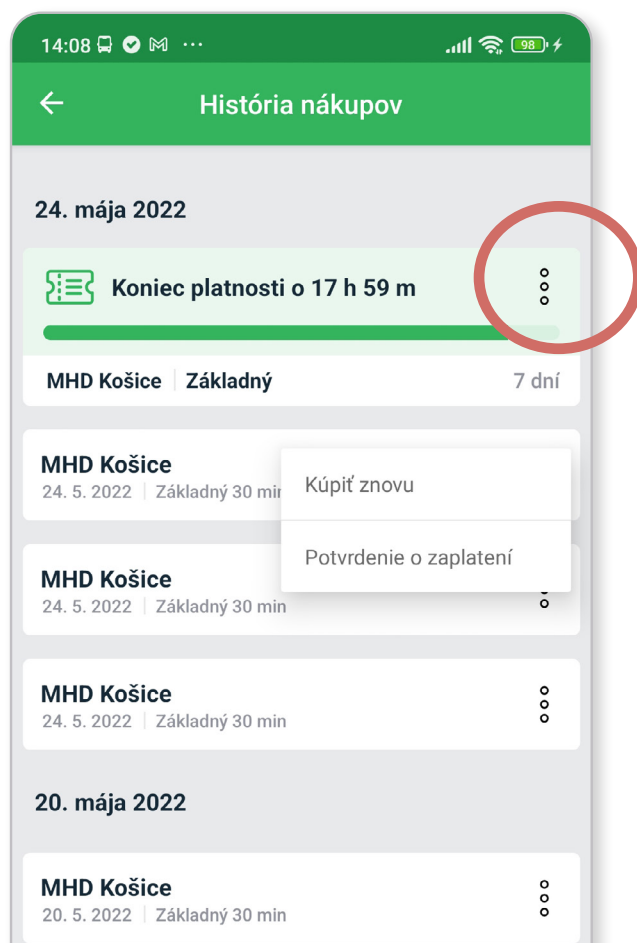 14:08 ...
98
História nákupov
24. mája 2022
Koniec platnosti o 17 h 59 m
MHD Košice | Základný 7 dní
MHD Košice
24. 5. 2022 | Základný 30 min
Kúpiť znovu
Potvrdenie o zaplatení
MHD Košice
24. 5. 2022 | Základný 30 min
MHD Košice
24. 5. 2022 | Základný 30 min
20. mája 2022
MHD Košice
20. 5. 2022 | Základný 30 min